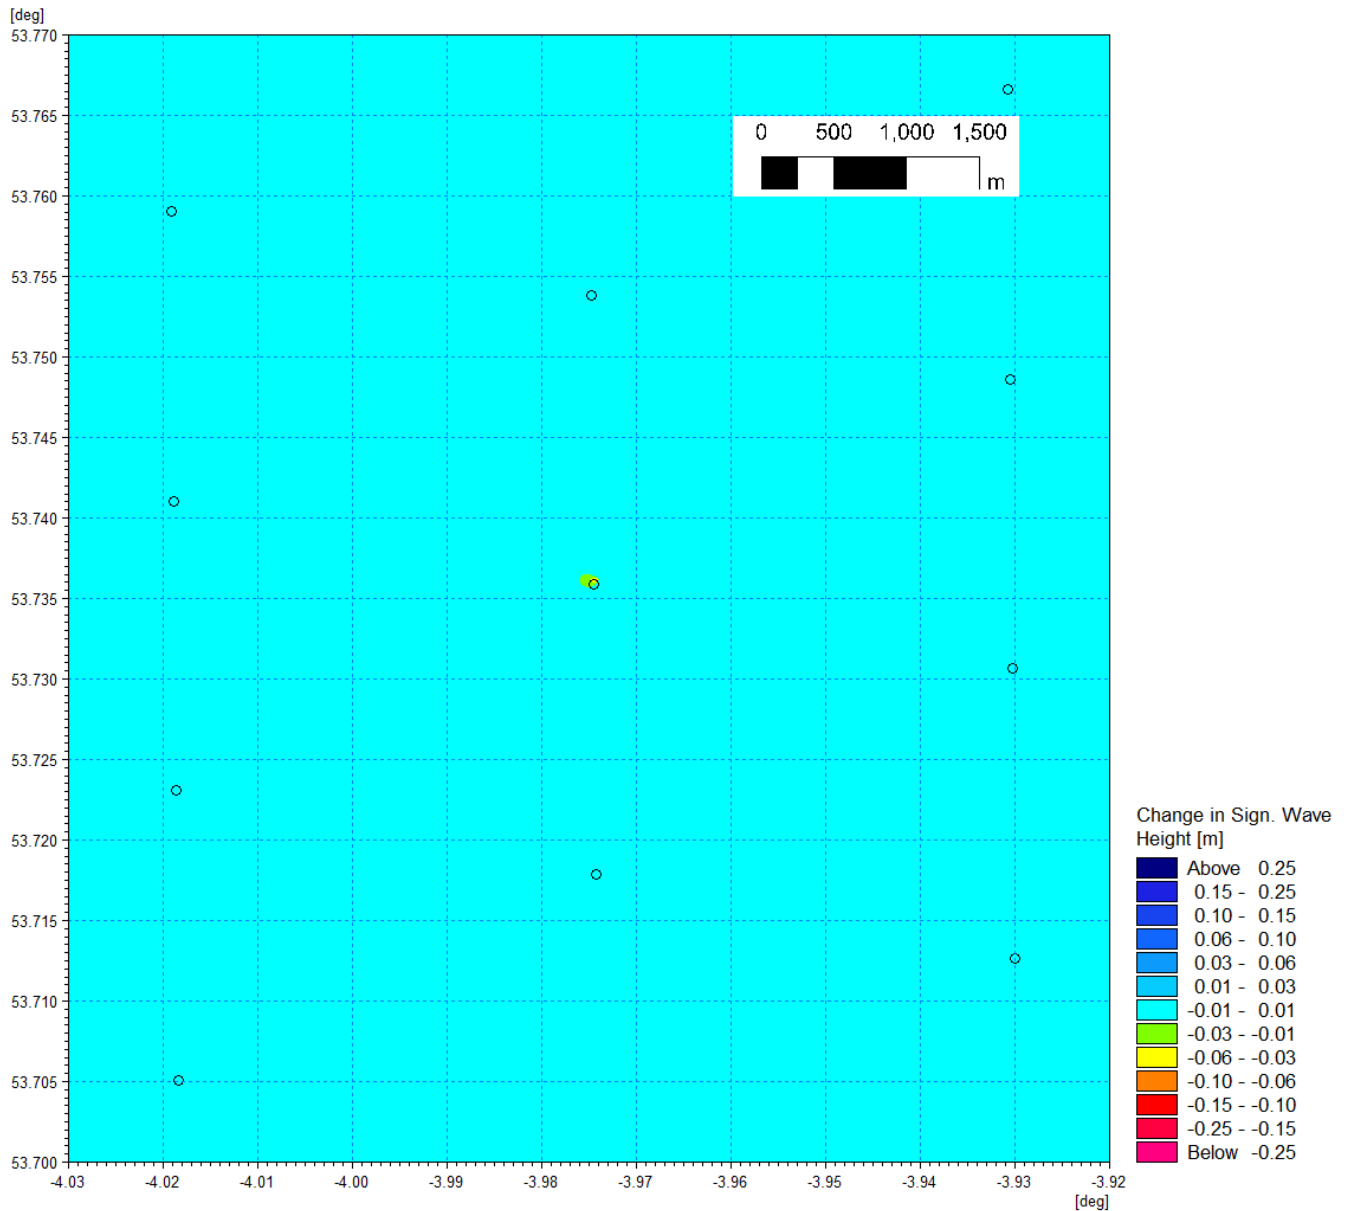 [deg]
53.770
53.765
53.760
53.755
53.750
53.745
53.740
53.735
53.730
53.725
53.720
53.715
53.710
53.705
53.700
-4.03 -4.02 -4.01 -4.00 -3.99 -3.98 -3.97 -3.96 -3.95 -3.94 -3.93 -3.92
[deg]
0 500 1,000 1,500
m
Change in Sign. Wave
Height [m]
Above 0.25
0.15 - 0.25
0.10 - 0.15
0.06 - 0.10
0.03 - 0.06
0.01 - 0.03
-0.01 - 0.01
-0.03 - -0.01
-0.06 - -0.03
-0.10 - -0.06
-0.15 - -0.10
-0.25 - -0.15
Below -0.25